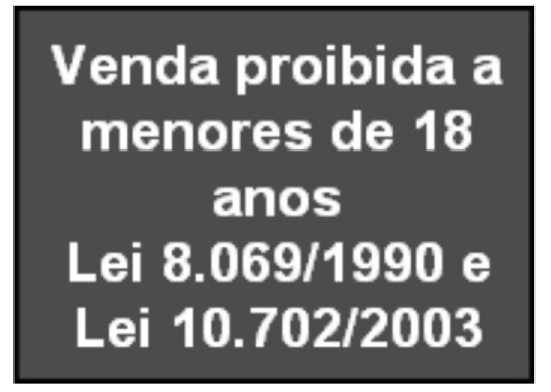 Venda proibida a
menores de 18
anos
Lei 8.069/1990 e
Lei 10.702/2003